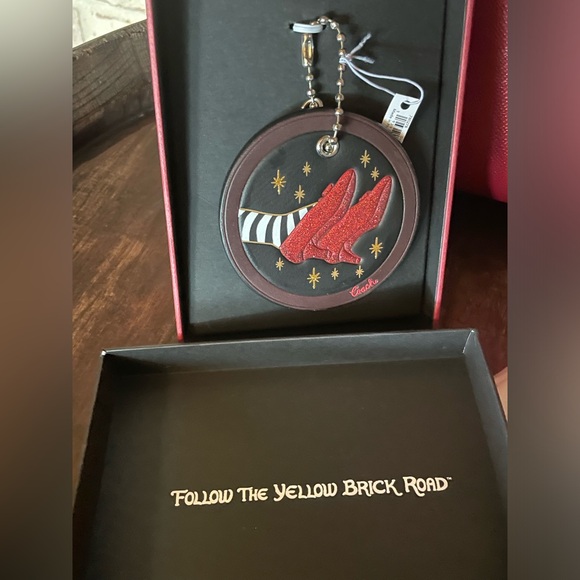 Coach
FOLLOW THE YELLOW BRICK ROAD™